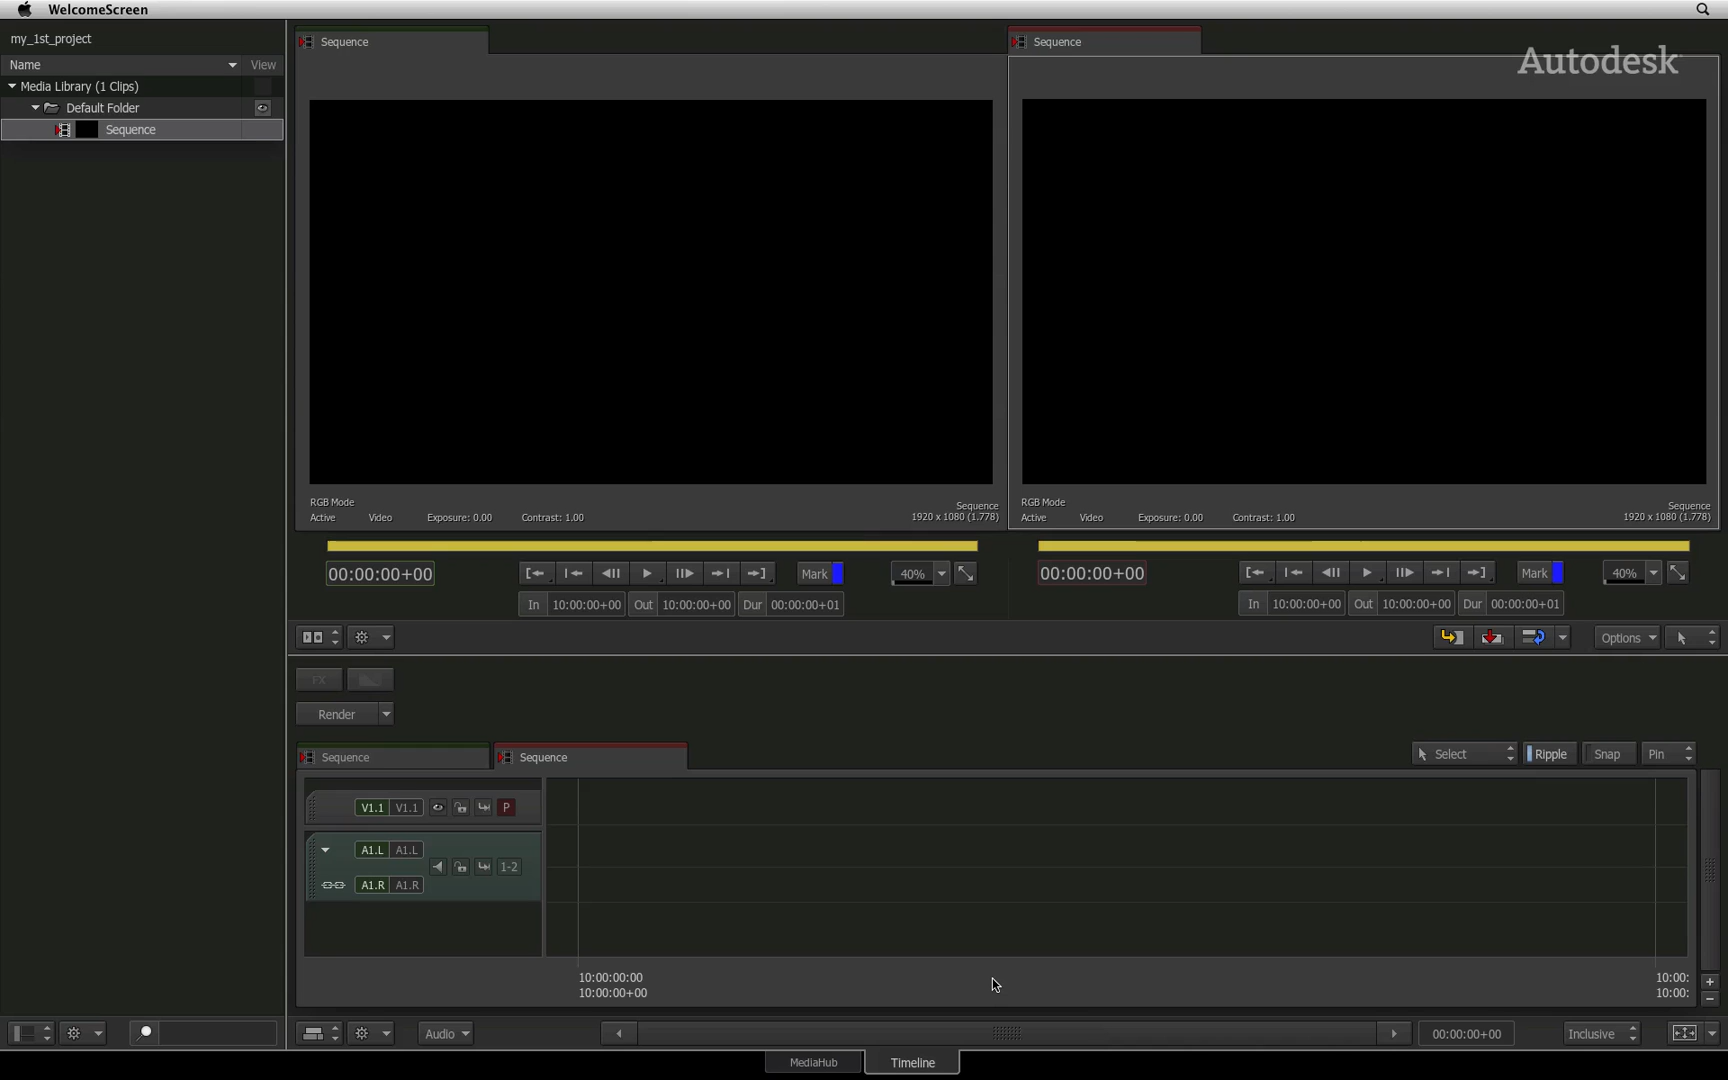 WelcomeScreen
my_1st_project
Name View
Media Library (1 Clips)
Default Folder
Sequence
Sequence
Sequence
Autodesk
RGB Mode
Active Video Exposure: 0.00 Contrast: 1.00
Sequence
1920 x 1080 (1.778)
RGB Mode
Active Video Exposure: 0.00 Contrast: 1.00
Sequence
1920 x 1080 (1.778)
00:00:00+00 Mark 40%
In 10:00:00+00 Out 10:00:00+00 Dur 00:00:00+01
00:00:00+00 Mark 40%
In 10:00:00+00 Out 10:00:00+00 Dur 00:00:00+01
Options
FX
Render
Sequence Sequence
Select Ripple Snap Pin
V1.1 V1.1 P
A1.L A1.L
1-2
A1.R A1.R
10:00:00:00 10:00:
10:00:00+00 10:00:
Audio 00:00:00+00 Inclusive
MediaHub Timeline